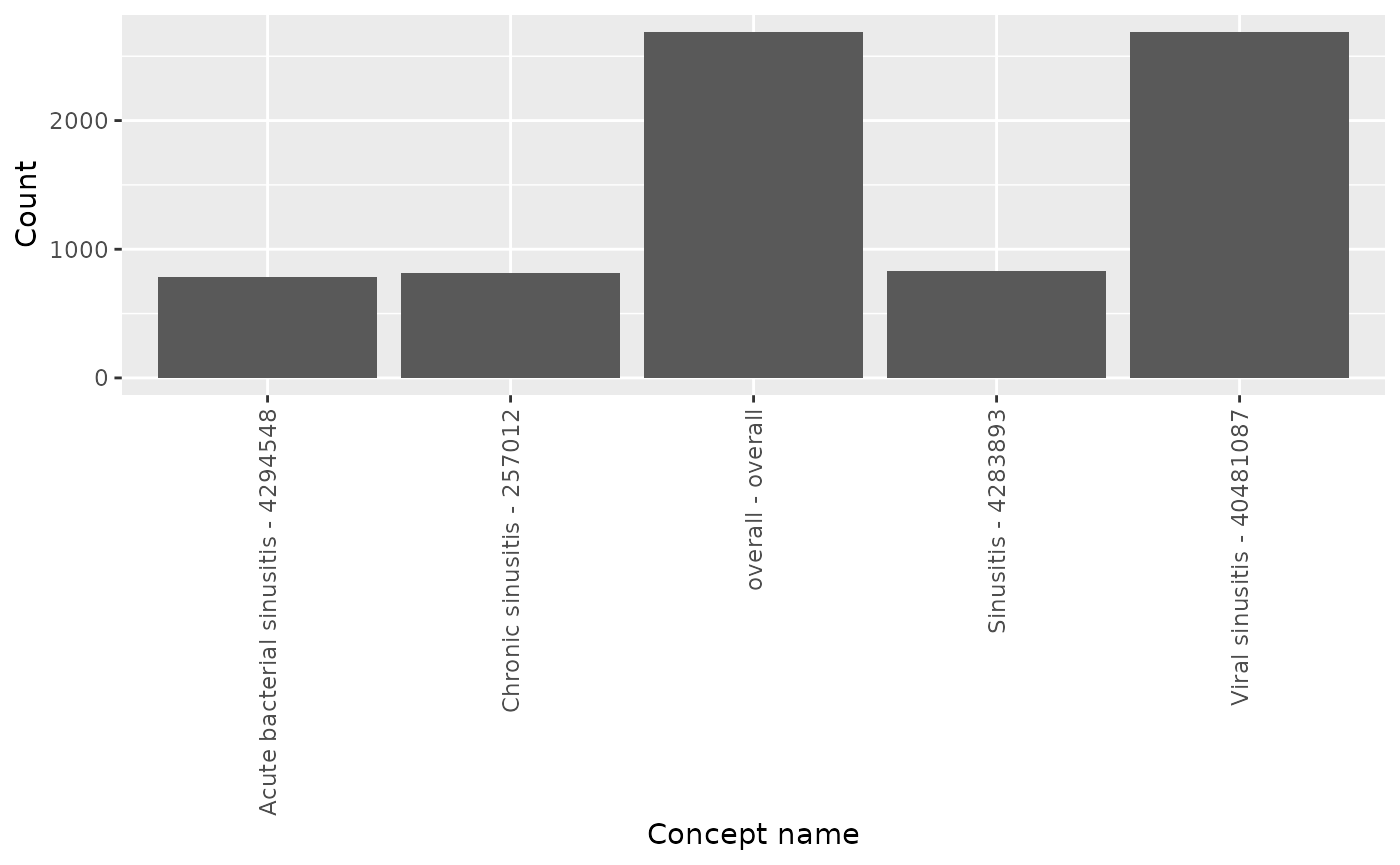 Count
2000
1000
0
Acute bacterial sinusitis - 4294548
Chronic sinusitis - 257012
overall - overall
Sinusitis - 4283893
Viral sinusitis - 40481087
Concept name